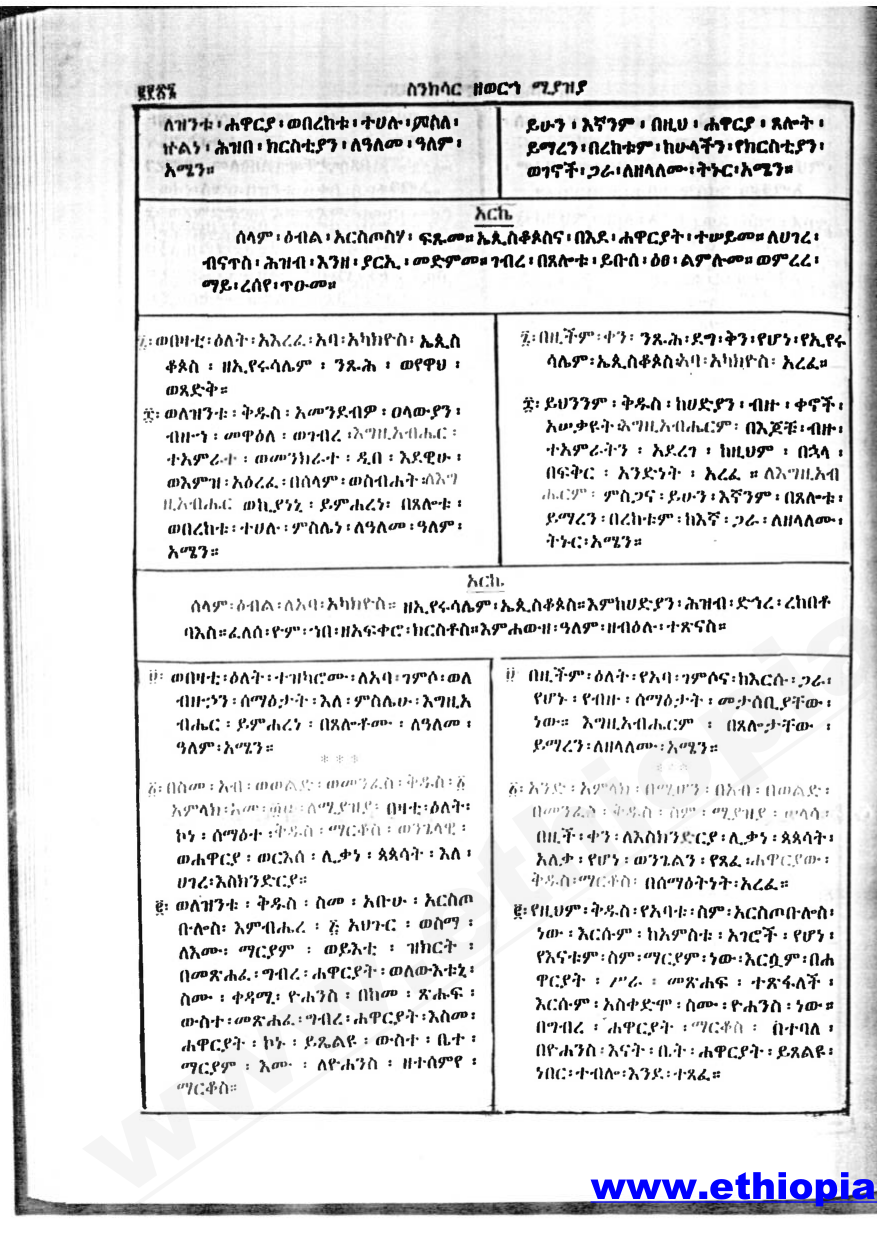 ስንክሳር ዘወርኀ ሚያዝያ
ለዝንቱ ፡ ሐዋርያ ፡ ወበረከቱ ፡ ተሀሉ ፡ ምስለ ፡
ኵልነ ፡ ሕዝበ ፡ ክርስቲያን ፡ ለዓለመ ፡ ዓለም ፡
አሜን።
ይሁን ፡ እኛንም ፡ በዚህ ፡ ሐዋርያ ፡ ጸሎት ፡
ይማረን ፡ በረከቱም ፡ ከሁላችን ፡ የክርስቲያን ፡
ወገኖች ፡ ጋራ ፡ ለዘላለሙ ፡ ትኑር ፡ አሜን።
አርኬ
ሰላም ፡ ዕብል ፡ አርስጦስሃ ፡ ፍጹመ። ኤጲስቆጶስና ፡ በእደ ፡ ሐዋርያት ፡ ተሠይመ። ለሀገረ ፡
ብናጥስ ፡ ሕዝብ ፡ እንዘ ፡ ያርኢ ፡ መድምመ። ገብረ ፡ በጸሎቱ ፡ ይቡሰ ፡ ዕፀ ፡ ልምሉመ። ወምረረ ፡
ማይ ፡ ረሰየ ፡ ጥዑመ።
፯፡ ወበዛቲ ፡ ዕለት ፡ አእረፈ ፡ አባ ፡ አካክዮስ ፡ ኤጲስ
ቆጶስ ፡ ዘኢየሩሳሌም ፡ ንጹሕ ፡ ወየዋህ ፡
ወጻድቅ።
፰፡ ወለዝንቱ ፡ ቅዱስ ፡ አመንደብዎ ፡ ዐላውያን ፡
ብዙኀ ፡ መዋዕለ ፡ ወገብረ ፡ እግዚአብሔር ፡
ተአምራተ ፡ ወመንክራተ ፡ ዲበ ፡ እደዊሁ ፡
ወእምዝ ፡ አዕረፈ ፡ በሰላም ፡ ወስብሐት ፡ ለእግ
ዚአብሔር ወኪያነኒ ፡ ይምሐረነ ፡ በጸሎቱ ፡
ወበረከቱ ፡ ተሀሉ ፡ ምስሌነ ፡ ለዓለመ ፡ ዓለም ፡
አሜን።
፯፡ በዚችም ፡ ቀን ፡ ንጹሕ ፡ ደግ ፡ ቅን ፡ የሆነ ፡ የኢየሩ
ሳሌም ፡ ኤጲስቆጶስ ፡ አባ ፡ አካክዮስ ፡ አረፈ።
፰፡ ይህንንም ፡ ቅዱስ ፡ ከሀድያን ፡ ብዙ ፡ ቀኖች ፡
አሠቃዩት ፡ እግዚአብሔርም ፡ በእጆቹ ፡ ብዙ ፡
ተአምራትን ፡ አደረገ ፡ ከዚህም ፡ በኋላ ፡
በፍቅር ፡ አንድነት ፡ አረፈ ። ለእግዚአብ
ሔርም ፡ ምስጋና ፡ ይሁን ፡ እኛንም ፡ በጸሎቱ ፡
ይማረን ፡ በረከቱም ፡ ከእኛ ፡ ጋራ ፡ ለዘላለሙ ፡
ትኑር ፡ አሜን።
አርኬ
ሰላም ፡ ዕብል ፡ ለአባ ፡ አካክዮስ። ዘኢየሩሳሌም ፡ ኤጲስቆጶስ። እምከሀድያን ፡ ሕዝብ ፡ ድኅረ ፡ ረከበቶ
ባእስ። ፈለሰ ፡ ዮም ፡ ኀበ ፡ ዘአፍቀሮ ፡ ክርስቶስ። እምሐውዘ ፡ ዓለም ፡ ዘብዕሉ ፡ ተጽናስ።
፱፡ ወበዛቲ ፡ ዕለት ፡ ተዝካሮሙ ፡ ለአባ ፡ ገምሶ ፡ ወለ
ብዙኃን ፡ ሰማዕታት ፡ እለ ፡ ምስሌሁ ፡ እግዚአ
ብሔር ፡ ይምሐረነ ፡ በጸሎቶሙ ፡ ለዓለመ ፡
ዓለም ፡ አሜን።
* * *
፩፡ በስመ ፡ አብ ፡ ወወልድ ፡ ወመንፈስ ፡ ቅዱስ ፡ ፩
አምላክ ፡ አመ ፡ ፴ሁ ፡ ለሚያዝያ ፡ በዛቲ ፡ ዕለት ፡
ኮነ ፡ ሰማዕተ ፡ ቅዱስ ፡ ማርቆስ ፡ ወንጌላዊ ፡
ወሐዋርያ ፡ ወርእሰ ፡ ሊቃነ ፡ ጳጳሳት ፡ እለ ፡
ሀገረ ፡ እስክንድርያ።
፪፡ ወለዝንቱ ፡ ቅዱስ ፡ ስመ ፡ አቡሁ ፡ አርስጦ
ቡሎስ ፡ እምብሔረ ፡ ፭ አህጉር ፡ ወስማ ፡
ለእሙ ፡ ማርያም ፡ ወይእቲ ፡ ዝክርት ፡
በመጽሐፈ ፡ ግብረ ፡ ሐዋርያት ፡ ወለውእቱኒ ፡
ስሙ ፡ ቀዳሚ ፡ ዮሐንስ ፡ በከመ ፡ ጽሑፍ ፡
ውስተ ፡ መጽሐፈ ፡ ግብረ ፡ ሐዋርያት ፡ እስመ ፡
ሐዋርያት ፡ ኮኑ ፡ ይጼልዩ ፡ ውስተ ፡ ቤተ ፡
ማርያም ፡ እሙ ፡ ለዮሐንስ ፡ ዘተሰምየ ፡
ማርቆስ።
፱ በዚችም ፡ ዕለት ፡ የአባ ፡ ገምሶና ፡ ከእርሱ ፡ ጋራ ፡
የሆኑ ፡ የብዙ ፡ ሰማዕታት ፡ መታሰቢያቸው ፡
ነው። እግዚአብሔርም ፡ በጸሎታቸው ፡
ይማረን ፡ ለዘላለሙ ፡ አሜን።
* * *
፩፡ አንድ ፡ አምላክ ፡ በሚሆን ፡ በአብ ፡ በወልድ ፡
በመንፈስ ፡ ቅዱስ ፡ ስም ፡ ሚያዝያ ፡ ሠላሳ ፡
በዚች ፡ ቀን ፡ ለእስክንድርያ ፡ ሊቃነ ፡ ጳጳሳት ፡
አለቃ ፡ የሆነ ፡ ወንጌልን ፡ የጻፈ ፡ ሐዋርያው ፡
ቅዱስ ፡ ማርቆስ ፡ በሰማዕትነት ፡ አረፈ።
፪፡ የዚህም ፡ ቅዱስ ፡ የአባቱ ፡ ስም ፡ አርስጦቡሎስ ፡
ነው ፡ እርሱም ፡ ከአምስቱ ፡ አገሮች ፡ የሆነ ፡
የእናቱም ፡ ስም ፡ ማርያም ፡ ነው ፡ እርሷም ፡ በሐ
ዋርያት ፡ ሥራ ፡ መጽሐፍ ፡ ተጽፋለች ፡
እርሱም ፡ አስቀድሞ ፡ ስሙ ፡ ዮሐንስ ፡ ነው።
በግብረ ፡ ሐዋርያት ፡ ማርቆስ ፡ በተባለ ፡
በዮሐንስ ፡ እናት ፡ ቤት ፡ ሐዋርያት ፡ ይጸልዩ ፡
ነበር ፡ ተብሎ ፡ እንደ ፡ ተጻፈ።
www.ethiopia